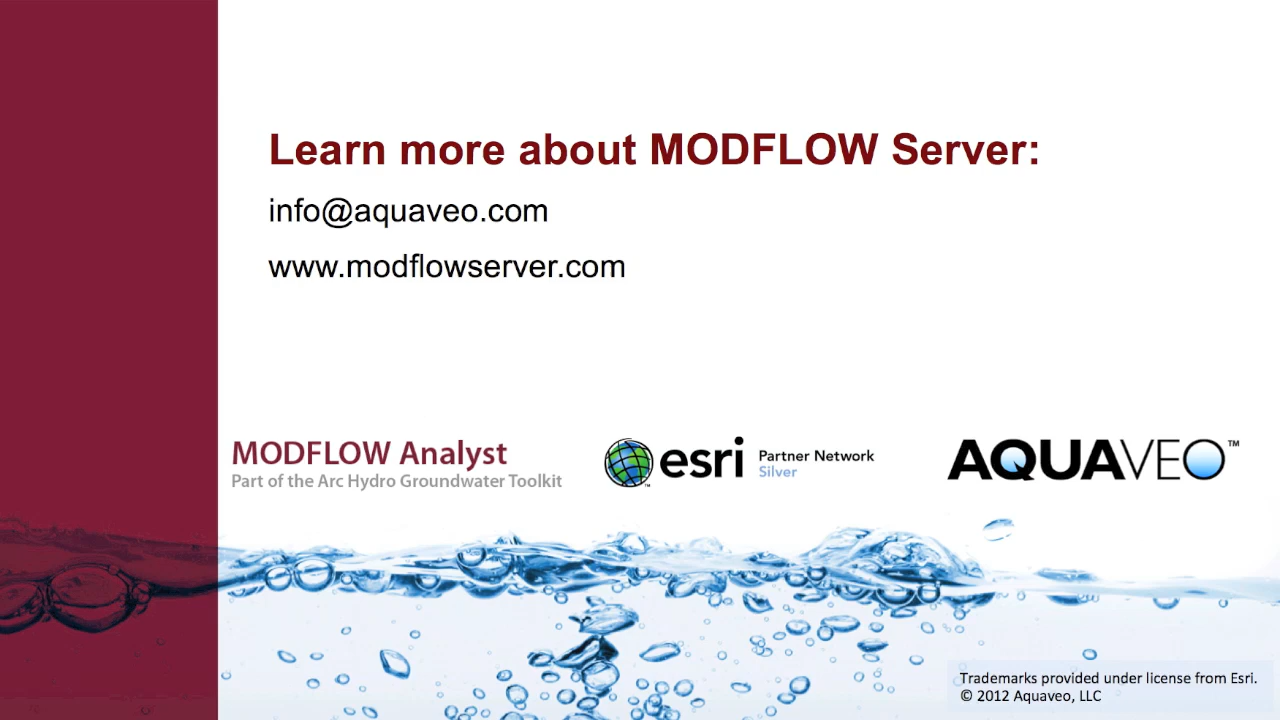 Learn more about MODFLOW Server:
info@aquaveo.com
www.modflowserver.com
MODFLOW Analyst
Part of the Arc Hydro Groundwater Toolkit
esri Partner Network
Silver
AQUAVEO™
Trademarks provided under license from Esri.
© 2012 Aquaveo, LLC